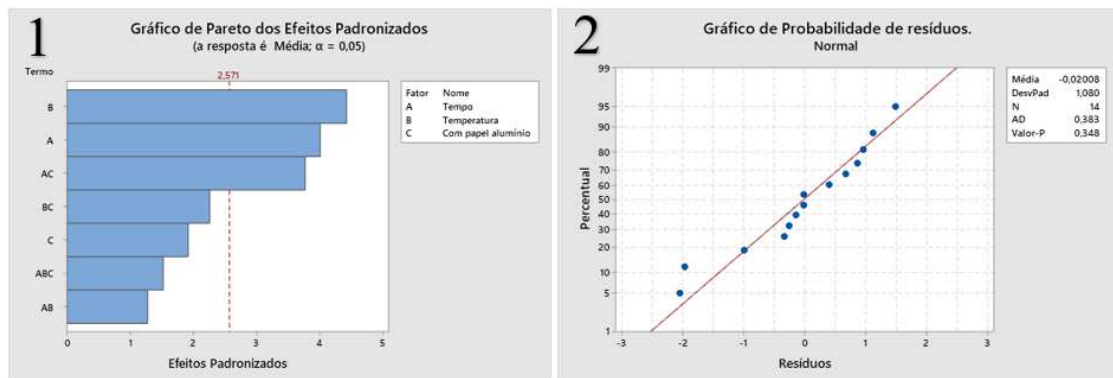 1
Gráfico de Pareto dos Efeitos Padronizados
(a resposta é Média; α = 0,05)
Termo
2,571
B
A
AC
BC
C
ABC
AB
0 1 2 3 4 5
Efeitos Padronizados
Fator Nome
A Tempo
B Temperatura
C Com papel alumínio
2
Gráfico de Probabilidade de resíduos.
Normal
Percentual
99
95
90
80
70
60
50
40
30
20
10
5
1
-3 -2 -1 0 1 2 3
Resíduos
Média -0,02008
DesvPad 1,080
N 14
AD 0,383
Valor-P 0,348